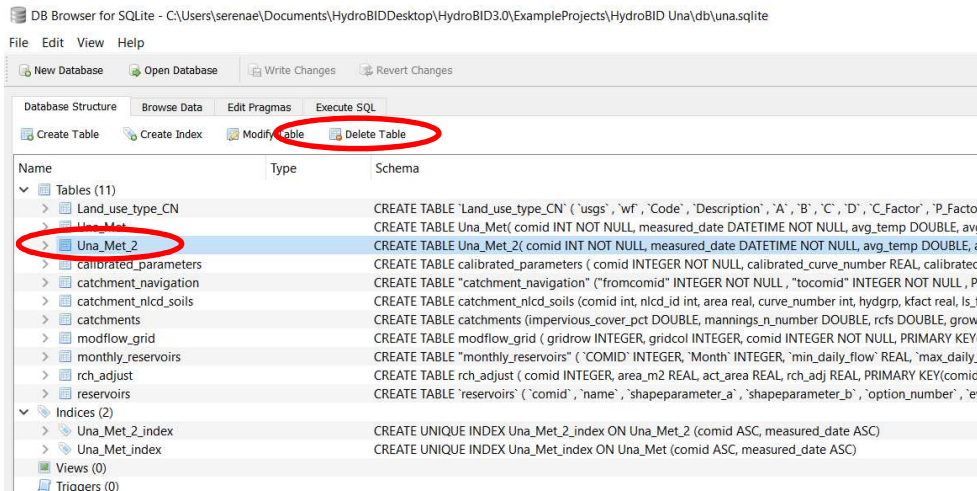 DB Browser for SQLite - C:\Users\serenae\Documents\HydroBIDDesktop\HydroBID3.0\ExampleProjects\HydroBID Una\db\una.sqlite
File Edit View Help
New Database Open Database Write Changes Revert Changes
Database Structure Browse Data Edit Pragmas Execute SQL
Create Table Create Index Modify Table Delete Table
Name Type Schema
Tables (11)
Land_use_type_CN CREATE TABLE `Land_use_type_CN` ( `usgs`, `wf`, `Code`, `Description`, `A`, `B`, `C`, `D`, `C_Factor`, `P_Facto
Una_Met CREATE TABLE Una_Met( comid INT NOT NULL, measured_date DATETIME NOT NULL, avg_temp DOUBLE, avg
Una_Met_2 CREATE TABLE Una_Met_2( comid INT NOT NULL, measured_date DATETIME NOT NULL, avg_temp DOUBLE, a
calibrated_parameters CREATE TABLE calibrated_parameters ( comid INTEGER NOT NULL, calibrated_curve_number REAL, calibrated
catchment_navigation CREATE TABLE "catchment_navigation" ("fromcomid" INTEGER NOT NULL , "tocomid" INTEGER NOT NULL , P
catchment_nlcd_soils CREATE TABLE catchment_nlcd_soils (comid int, nlcd_id int, area real, curve_number int, hydgrp, kfact real, ls_f
catchments CREATE TABLE catchments (impervious_cover_pct DOUBLE, mannings_n_number DOUBLE, rcfs DOUBLE, grow
modflow_grid CREATE TABLE modflow_grid ( gridrow INTEGER, gridcol INTEGER, comid INTEGER NOT NULL, PRIMARY KEY(
monthly_reservoirs CREATE TABLE "monthly_reservoirs" ( `COMID` INTEGER, `Month` INTEGER, `min_daily_flow` REAL, `max_daily_
rch_adjust CREATE TABLE rch_adjust ( comid INTEGER, area_m2 REAL, act_area REAL, rch_adj REAL, PRIMARY KEY(comid
reservoirs CREATE TABLE `reservoirs` ( `comid`, `name`, `shapeparameter_a`, `shapeparameter_b`, `option_number`, `e
Indices (2)
Una_Met_2_index CREATE UNIQUE INDEX Una_Met_2_index ON Una_Met_2 (comid ASC, measured_date ASC)
Una_Met_index CREATE UNIQUE INDEX Una_Met_index ON Una_Met (comid ASC, measured_date ASC)
Views (0)
Triggers (0)